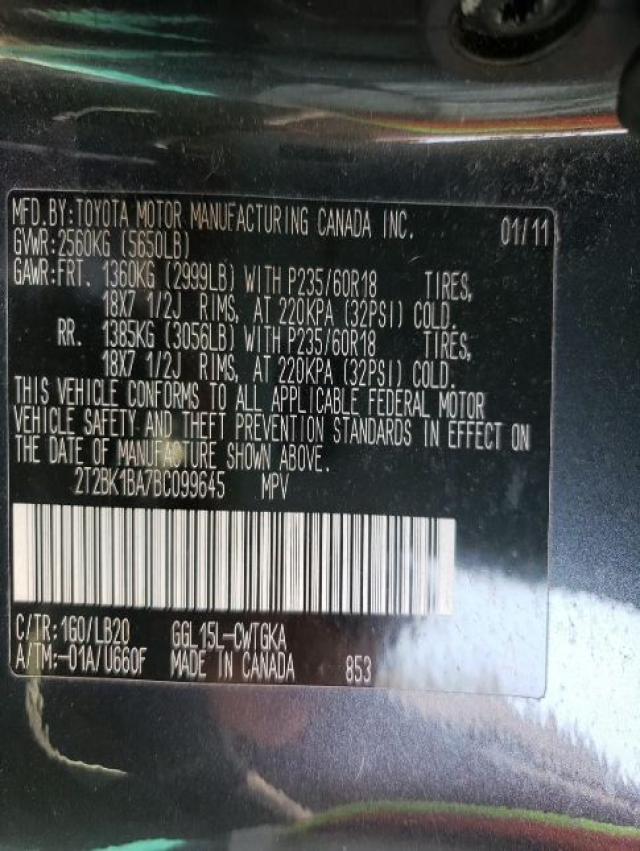 MFD.BY:TOYOTA MOTOR MANUFACTURING CANADA INC. 01/11
GVWR:2560KG (5650LB)
GAWR:FRT. 1360KG (2999LB) WITH P235/60R18 TIRES,
18X7 1/2J RIMS, AT 220KPA (32PSI) COLD.
RR. 1385KG (3056LB) WITH P235/60R18 TIRES,
18X7 1/2J RIMS, AT 220KPA (32PSI) COLD.
THIS VEHICLE CONFORMS TO ALL APPLICABLE FEDERAL MOTOR
VEHICLE SAFETY AND THEFT PREVENTION STANDARDS IN EFFECT ON
THE DATE OF MANUFACTURE SHOWN ABOVE.
2T2BK1BA7BC099645 MPV
C/TR:1G0/LB20 GGL15L-CWTGKA
A/TM:-01A/U660F MADE IN CANADA 853